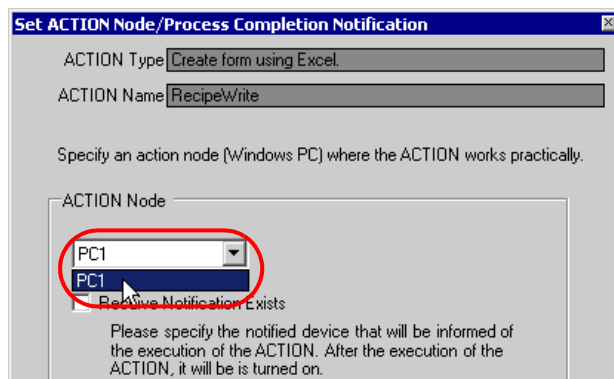 Set ACTION Node/Process Completion Notification
ACTION Type Create form using Excel.
ACTION Name RecipeWrite
Specify an action node (Windows PC) where the ACTION works practically.
ACTION Node
PC1
PC1
Receive Notification Exists
Please specify the notified device that will be informed of
the execution of the ACTION. After the execution of the
ACTION, it will be is turned on.